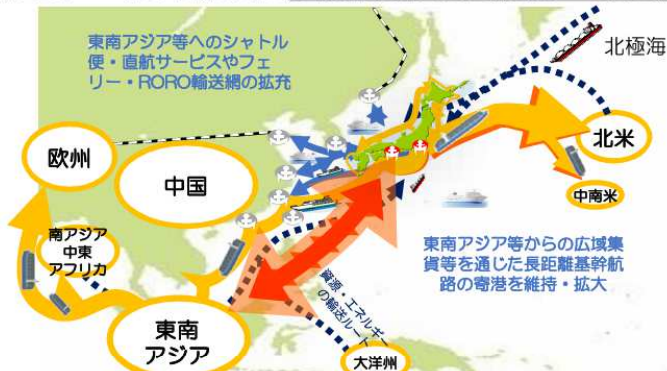 東南アジア等へのシャトル
便・直航サービスやフェ
リー・RORO輸送網の拡充
北極海
欧州
中国
北米
中南米
南アジア
中東
アフリカ
東南アジア等からの広域集
貨等を通じた長距離基幹航
路の寄港を維持・拡大
資源・エネルギー
の輸送ルート
東南
アジア
大洋州